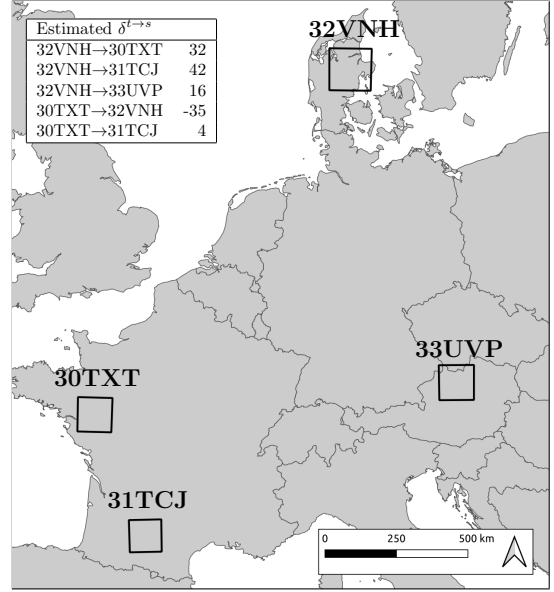 32VNH
Estimated δ^{t→s}
32VNH→30TXT 32
32VNH→31TCJ 42
32VNH→33UVP 16
30TXT→32VNH -35
30TXT→31TCJ 4
33UVP
30TXT
31TCJ
0 250 500 km